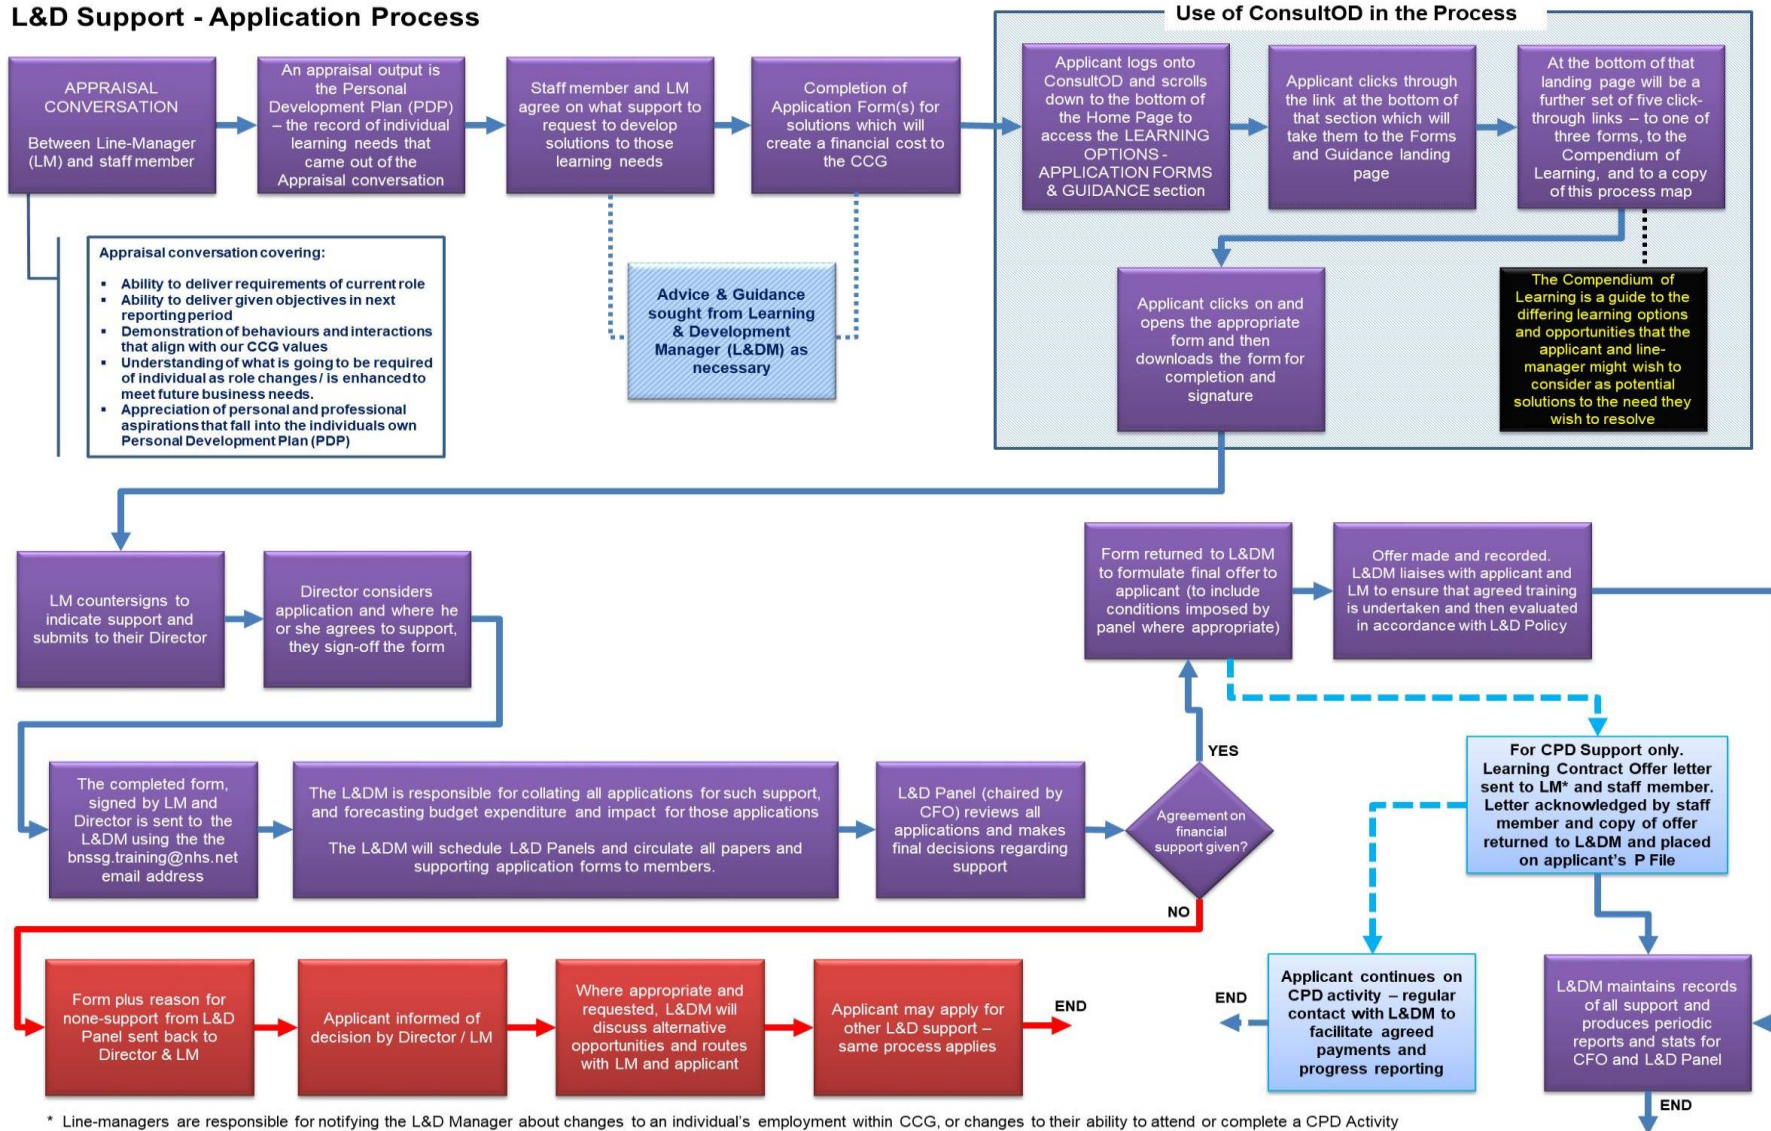 L&D Support - Application Process
Use of ConsultOD in the Process
APPRAISAL
CONVERSATION
Between Line-Manager
(LM) and staff member
An appraisal output is
the Personal
Development Plan (PDP)
– the record of individual
learning needs that
came out of the
Appraisal conversation
Staff member and LM
agree on what support to
request to develop
solutions to those
learning needs
Completion of
Application Form(s) for
solutions which will
create a financial cost to
the CCG
Applicant logs onto
ConsultOD and scrolls
down to the bottom of
the Home Page to
access the LEARNING
OPTIONS -
APPLICATION FORMS
& GUIDANCE section
Applicant clicks through
the link at the bottom of
that section which will
take them to the Forms
and Guidance landing
page
At the bottom of that
landing page will be a
further set of five click-
through links – to one of
three forms, to the
Compendium of
Learning, and to a copy
of this process map
Appraisal conversation covering:
▪ Ability to deliver requirements of current role
▪ Ability to deliver given objectives in next
reporting period
▪ Demonstration of behaviours and interactions
that align with our CCG values
▪ Understanding of what is going to be required
of individual as role changes / is enhanced to
meet future business needs.
▪ Appreciation of personal and professional
aspirations that fall into the individuals own
Personal Development Plan (PDP)
Advice & Guidance
sought from Learning
& Development
Manager (L&DM) as
necessary
Applicant clicks on and
opens the appropriate
form and then
downloads the form for
completion and
signature
The Compendium of
Learning is a guide to the
differing learning options
and opportunities that the
applicant and line-
manager might wish to
consider as potential
solutions to the need they
wish to resolve
LM countersigns to
indicate support and
submits to their Director
Director considers
application and where he
or she agrees to support,
they sign-off the form
Form returned to L&DM
to formulate final offer to
applicant (to include
conditions imposed by
panel where appropriate)
Offer made and recorded.
L&DM liaises with applicant and
LM to ensure that agreed training
is undertaken and then evaluated
in accordance with L&D Policy
The completed form,
signed by LM and
Director is sent to the
L&DM using the the
bnssg.training@nhs.net
email address
The L&DM is responsible for collating all applications for such support,
and forecasting budget expenditure and impact for those applications
The L&DM will schedule L&D Panels and circulate all papers and
supporting application forms to members.
L&D Panel (chaired by
CFO) reviews all
applications and makes
final decisions regarding
support
Agreement on
financial
support given?
YES
NO
For CPD Support only.
Learning Contract Offer letter
sent to LM* and staff member.
Letter acknowledged by staff
member and copy of offer
returned to L&DM and placed
on applicant's P File
Form plus reason for
none-support from L&D
Panel sent back to
Director & LM
Applicant informed of
decision by Director / LM
Where appropriate and
requested, L&DM will
discuss alternative
opportunities and routes
with LM and applicant
Applicant may apply for
other L&D support –
same process applies
END
END
Applicant continues on
CPD activity – regular
contact with L&DM to
facilitate agreed
payments and
progress reporting
L&DM maintains records
of all support and
produces periodic
reports and stats for
CFO and L&D Panel
END
* Line-managers are responsible for notifying the L&D Manager about changes to an individual's employment within CCG, or changes to their ability to attend or complete a CPD Activity